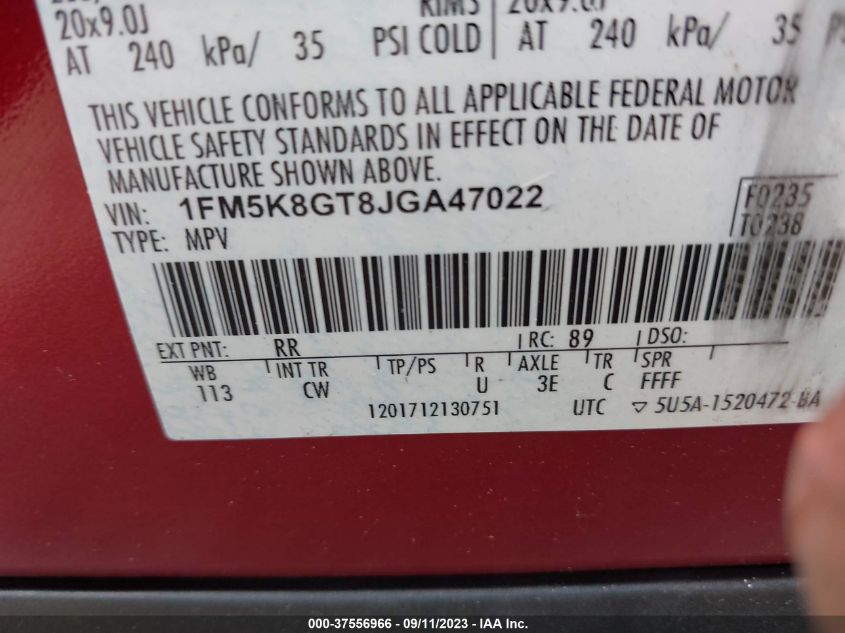 20x9.0J RIMS 20x9.0J
AT 240 kPa/ 35 PSI COLD AT 240 kPa/ 35
THIS VEHICLE CONFORMS TO ALL APPLICABLE FEDERAL MOTOR
VEHICLE SAFETY STANDARDS IN EFFECT ON THE DATE OF
MANUFACTURE SHOWN ABOVE.
VIN: 1FM5K8GT8JGA47022
F0235
TYPE: MPV
T0238
EXT PNT: RR RC: 89 DSO:
WB INT TR TP/PS R AXLE TR SPR
113 CW U 3E C FFFF
1201712130751 UTC ▽ 5U5A-1520472-BA
000-37556966 - 09/11/2023 - IAA Inc.